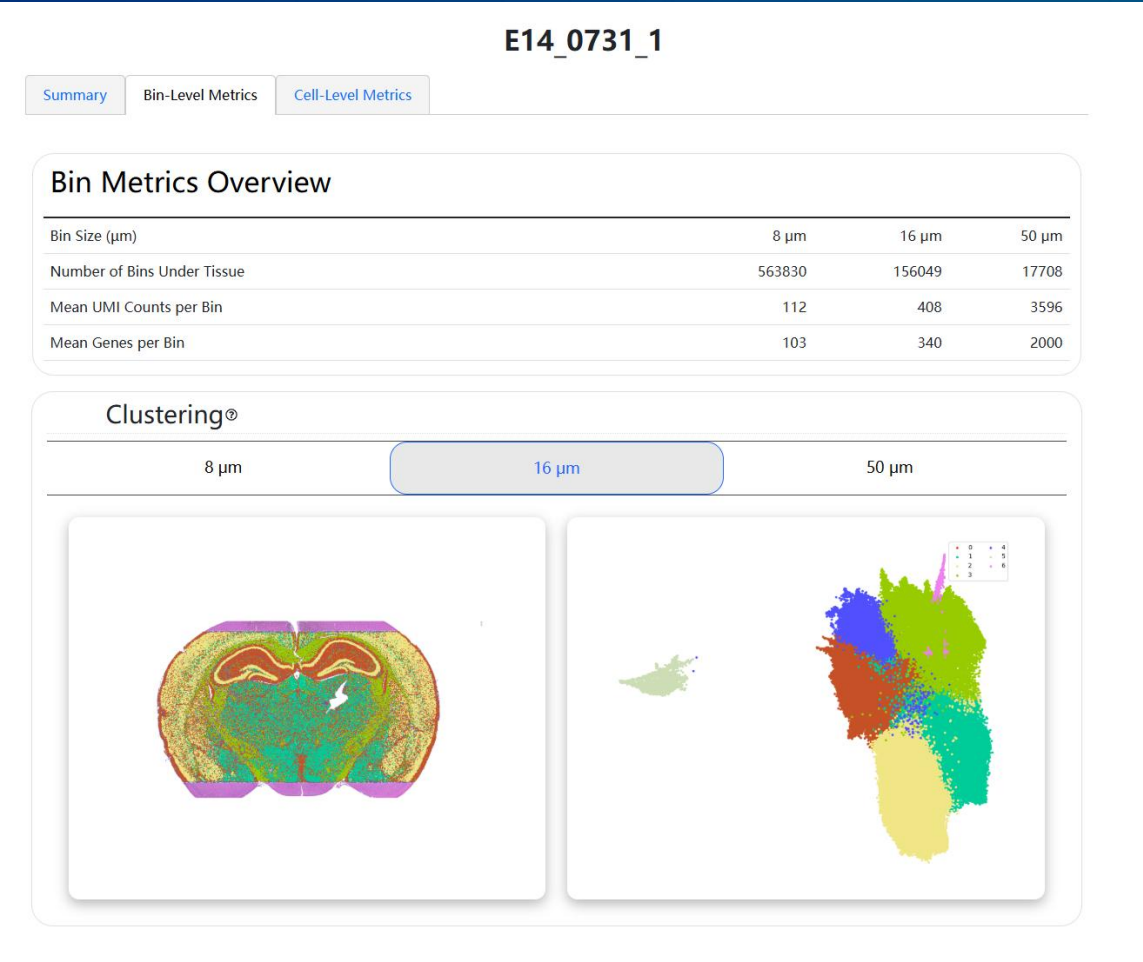 E14_0731_1
Summary Bin-Level Metrics Cell-Level Metrics
Bin Metrics Overview
Bin Size (μm) 8 μm 16 μm 50 μm
Number of Bins Under Tissue 563830 156049 17708
Mean UMI Counts per Bin 112 408 3596
Mean Genes per Bin 103 340 2000
Clustering
8 μm 16 μm 50 μm
0 4
1 5
2 6
3